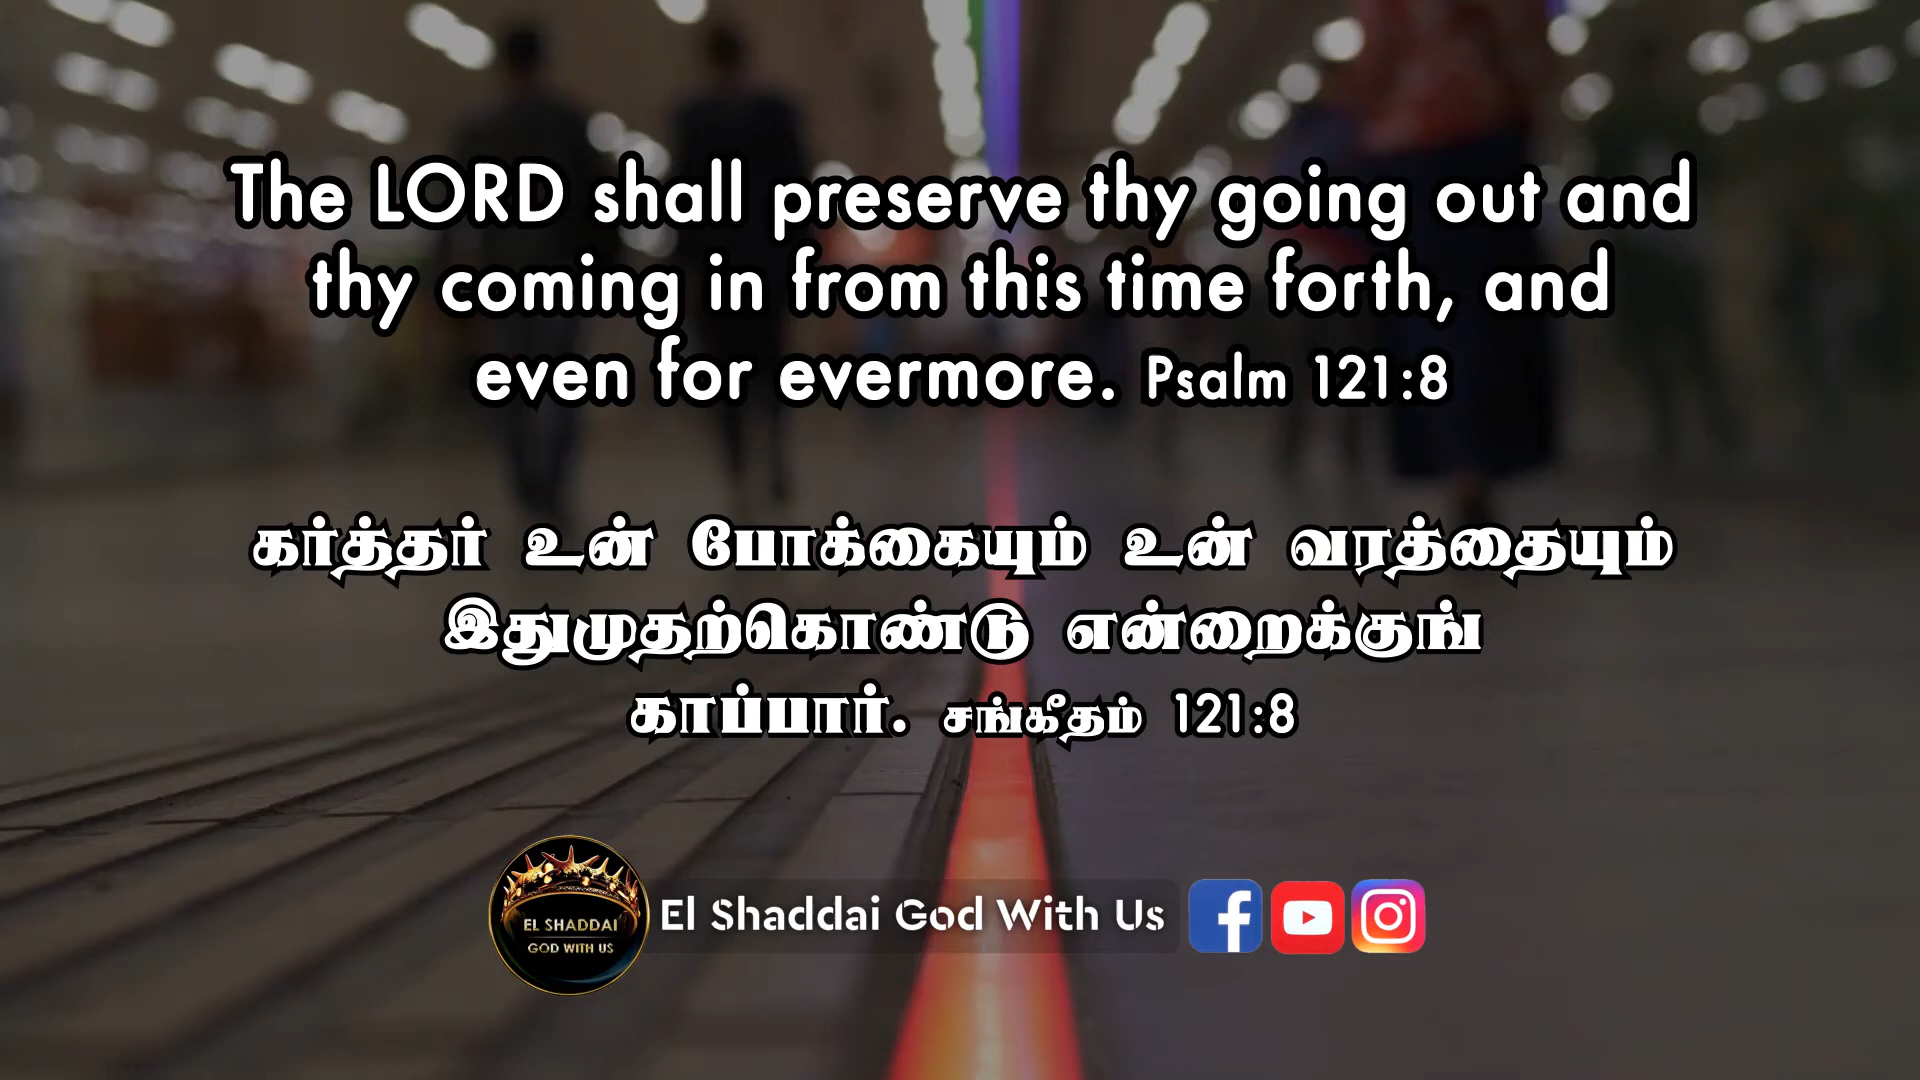 The LORD shall preserve thy going out and
thy coming in from this time forth, and
even for evermore. Psalm 121:8
கர்த்தர் உன் போக்கையும் உன் வரத்தையும்
இதுமுதற்கொண்டு என்றைக்குங்
காப்பார். சங்கீதம் 121:8
EL SHADDAI
GOD WITH US
El Shaddai God With Us